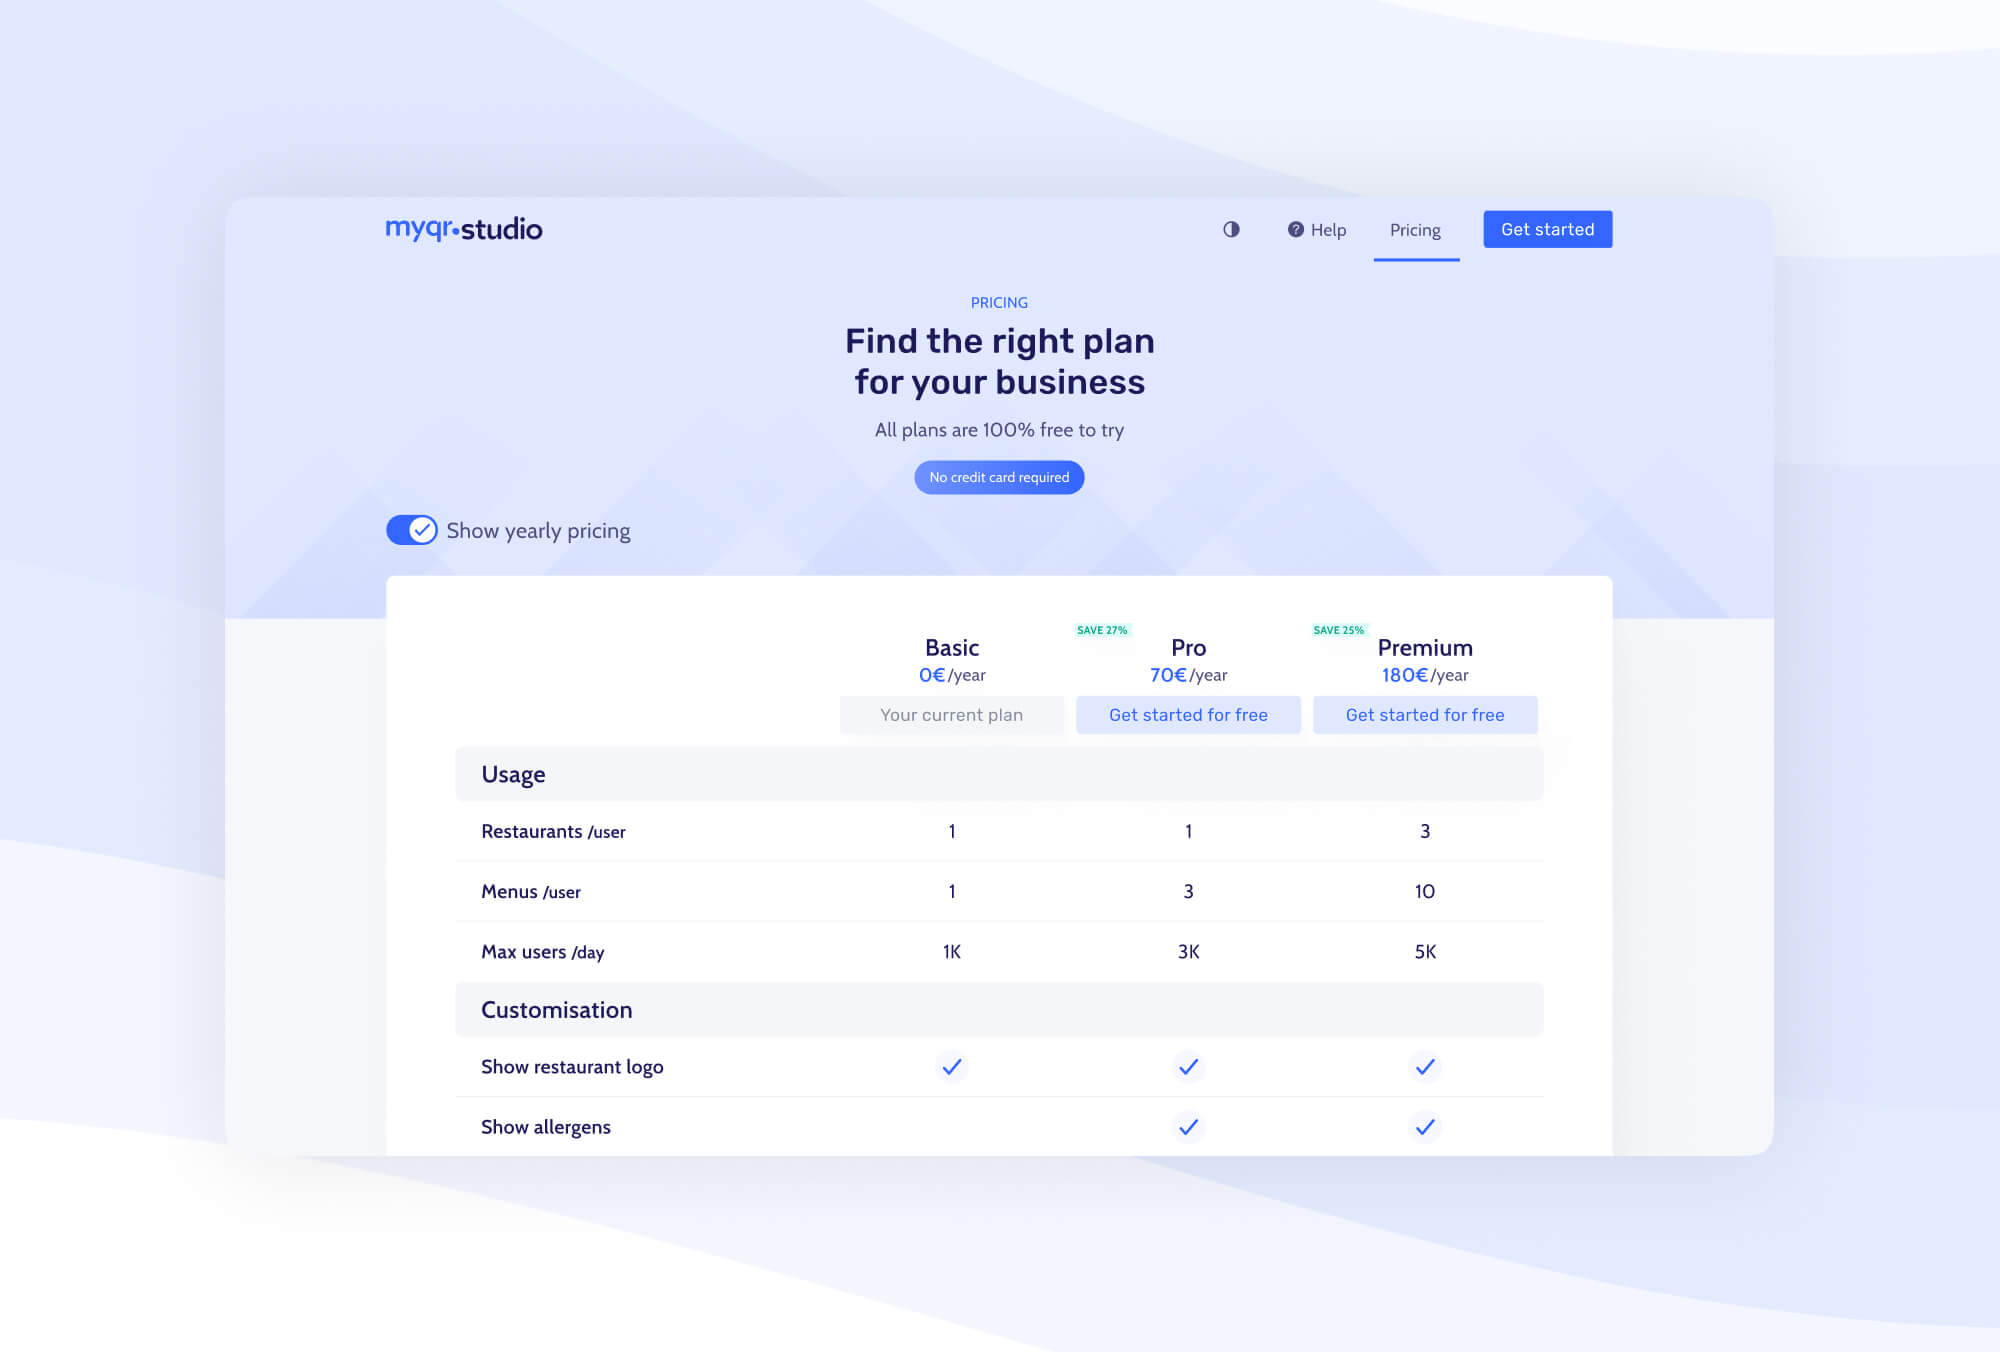 myqr•studio
Help
Pricing
Get started
PRICING
Find the right plan
for your business
All plans are 100% free to try
No credit card required
Show yearly pricing
SAVE 27%
SAVE 25%
Basic
Pro
Premium
0€/year
70€/year
180€/year
Your current plan
Get started for free
Get started for free
Usage
Restaurants /user 1 1 3
Menus /user 1 3 10
Max users /day 1K 3K 5K
Customisation
Show restaurant logo
Show allergens